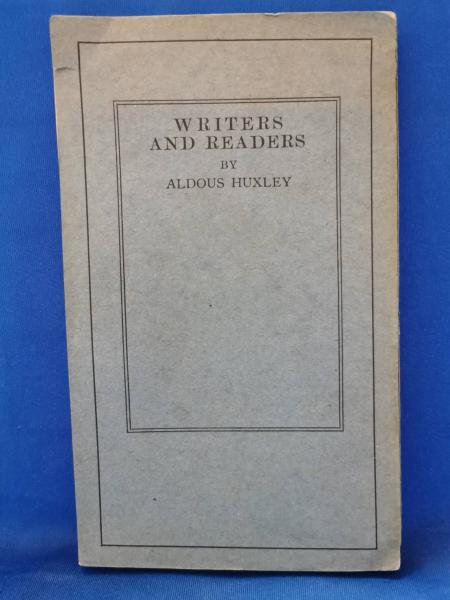 WRITERS
AND READERS
BY
ALDOUS HUXLEY